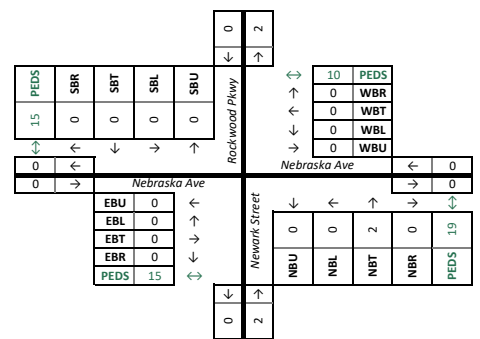 0 2
↓ ↑
PEDS SBR SBT SBL SBU
15 0 0 0 0
↕ ← ↓ → ↑
Rockwood Pkwy
↔ 10 PEDS
↑ 0 WBR
← 0 WBT
↓ 0 WBL
→ 0 WBU
0 ←
Nebraska Ave
← 0
0 →
Nebraska Ave
→ 0
EBU 0 ←
EBL 0 ↑
EBT 0 →
EBR 0 ↓
PEDS 15 ↔
Newark Street
↓ ← ↑ → ↕
0 0 2 0 19
NBU NBL NBT NBR PEDS
↓ ↑
0 2